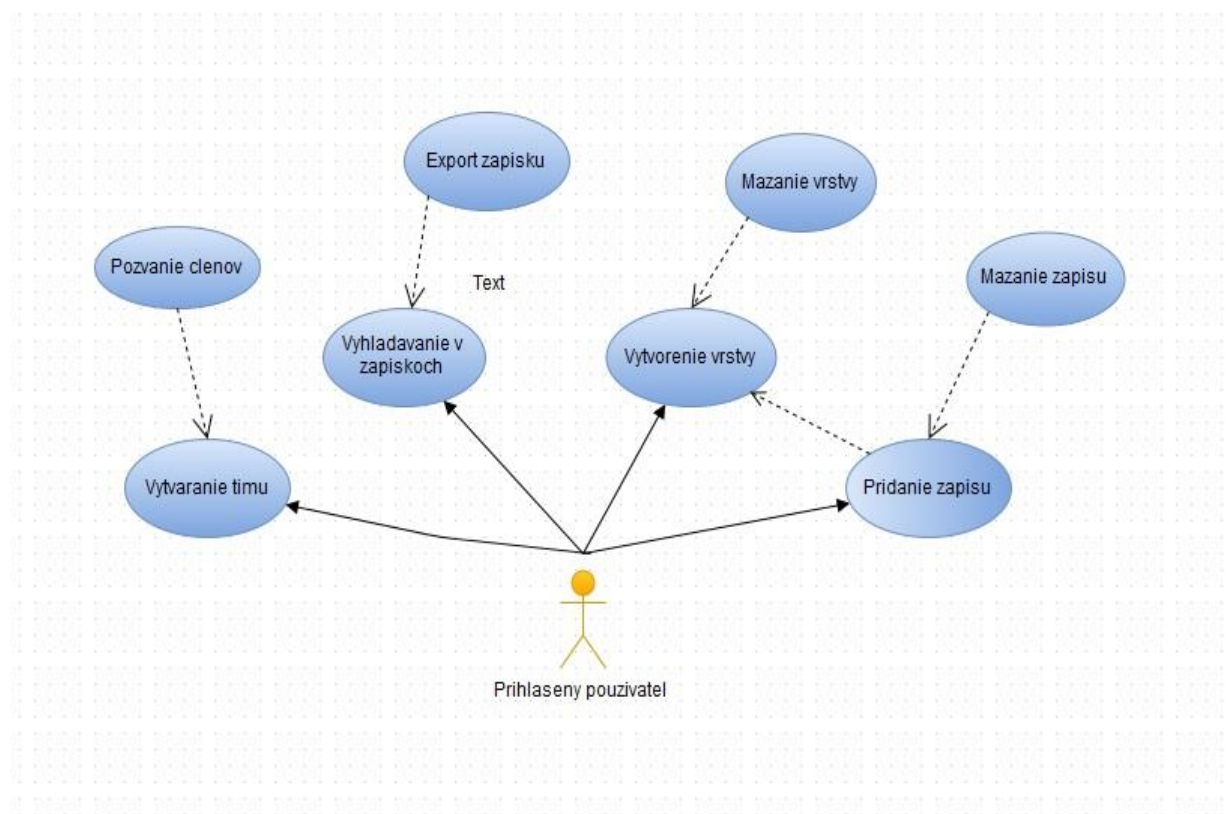 Export zapisku
Mazanie vrstvy
Pozvanie clenov
Mazanie zapisu
Text
Vyhladavanie v
zapiskoch
Vytvorenie vrstvy
Vytvaranie timu
Pridanie zapisu
Prihlaseny pouzivatel